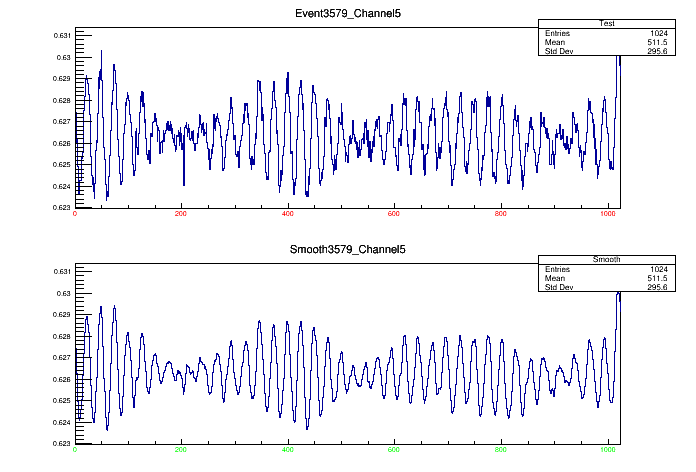 Event3579_Channel5
Test
Entries 1024
Mean 511.5
Std Dev 295.6
0.631
0.63
0.629
0.628
0.627
0.626
0.625
0.624
0.623
0 200 400 600 800 1000
Smooth3579_Channel5
Smooth
Entries 1024
Mean 511.5
Std Dev 295.6
0.631
0.63
0.629
0.628
0.627
0.626
0.625
0.624
0.623
0 200 400 600 800 1000